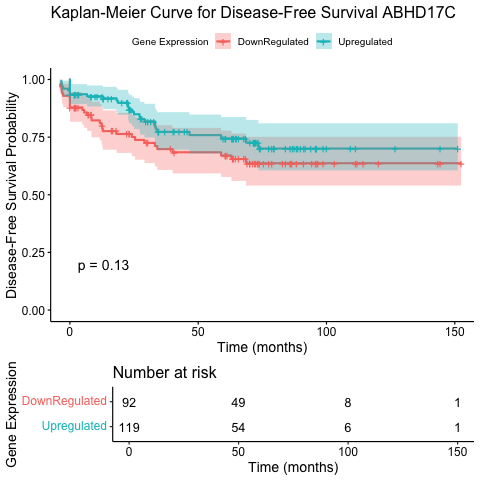 Kaplan-Meier Curve for Disease-Free Survival ABHD17C
Gene Expression DownRegulated Upregulated
Disease-Free Survival Probability
1.00
0.75
0.50
0.25
0.00
p = 0.13
0 50 100 150
Time (months)
Number at risk
Gene Expression
DownRegulated 92 49 8 1
Upregulated 119 54 6 1
0 50 100 150
Time (months)